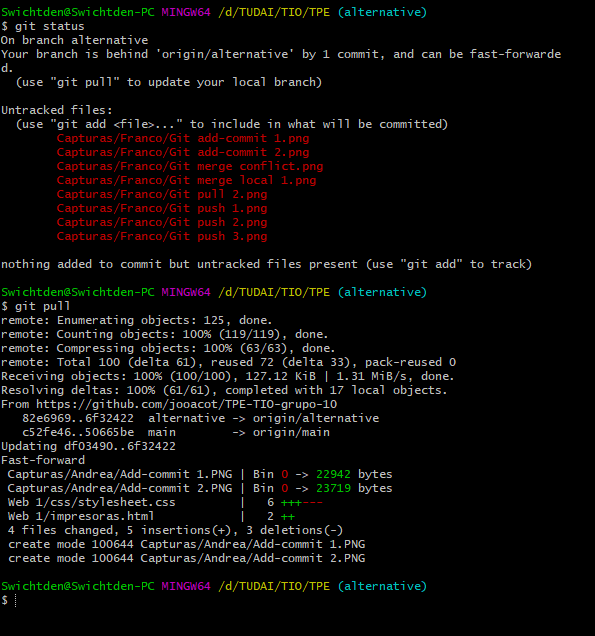 Swichtden@Swichtden-PC MINGW64 /d/TUDAI/TIO/TPE (alternative)
$ git status
On branch alternative
Your branch is behind 'origin/alternative' by 1 commit, and can be fast-forwarde
d.
  (use "git pull" to update your local branch)

Untracked files:
  (use "git add <file>..." to include in what will be committed)
        Capturas/Franco/Git add-commit 1.png
        Capturas/Franco/Git add-commit 2.png
        Capturas/Franco/Git merge conflict.png
        Capturas/Franco/Git merge local 1.png
        Capturas/Franco/Git pull 2.png
        Capturas/Franco/Git push 1.png
        Capturas/Franco/Git push 2.png
        Capturas/Franco/Git push 3.png

nothing added to commit but untracked files present (use "git add" to track)

Swichtden@Swichtden-PC MINGW64 /d/TUDAI/TIO/TPE (alternative)
$ git pull
remote: Enumerating objects: 125, done.
remote: Counting objects: 100% (119/119), done.
remote: Compressing objects: 100% (63/63), done.
remote: Total 100 (delta 61), reused 72 (delta 33), pack-reused 0
Receiving objects: 100% (100/100), 127.12 KiB | 1.31 MiB/s, done.
Resolving deltas: 100% (61/61), completed with 17 local objects.
From https://github.com/jooacot/TPE-TIO-grupo-10
   82e6969..6f32422  alternative -> origin/alternative
   c52fe46..50665be  main        -> origin/main
Updating df03490..6f32422
Fast-forward
 Capturas/Andrea/Add-commit 1.PNG | Bin 0 -> 22942 bytes
 Capturas/Andrea/Add-commit 2.PNG | Bin 0 -> 23719 bytes
 Web 1/css/stylesheet.css         |   6 +++---
 Web 1/impresoras.html            |   2 ++
 4 files changed, 5 insertions(+), 3 deletions(-)
 create mode 100644 Capturas/Andrea/Add-commit 1.PNG
 create mode 100644 Capturas/Andrea/Add-commit 2.PNG

Swichtden@Swichtden-PC MINGW64 /d/TUDAI/TIO/TPE (alternative)
$